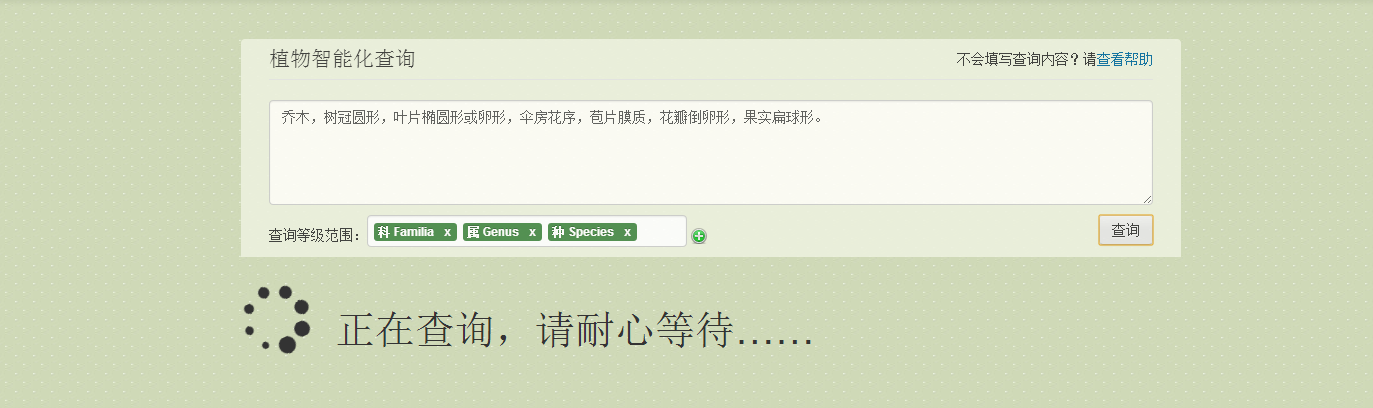 植物智能化查询
不会填写查询内容？请查看帮助
乔木，树冠圆形，叶片椭圆形或卵形，伞房花序，苞片膜质，花瓣倒卵形，果实扁球形。
查询等级范围： 科 Familia x 属 Genus x 种 Species x
查询
正在查询，请耐心等待……